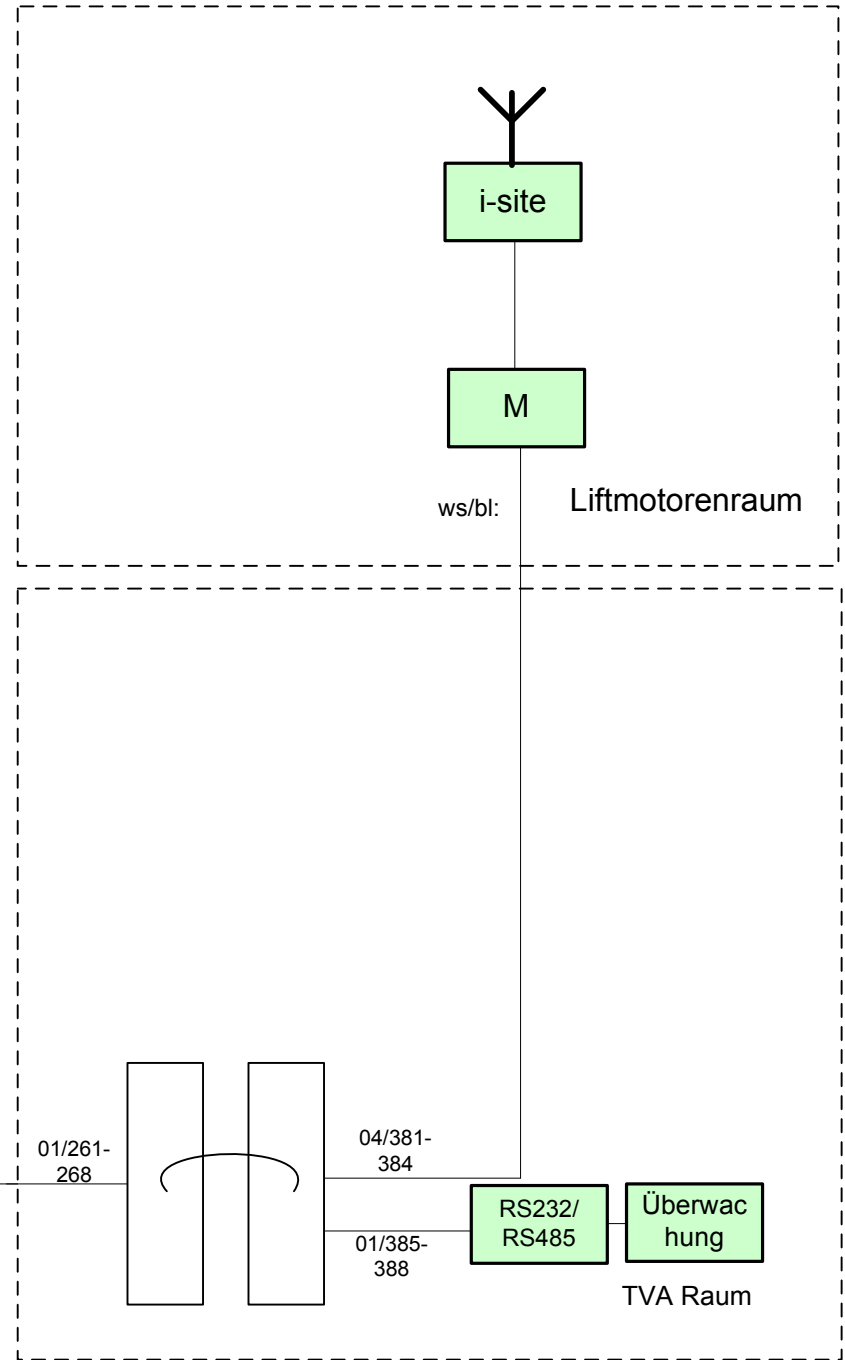 i-site
M
ws/bl:
Liftmotorenraum
01/261-
268
04/381-
384
01/385-
388
RS232/
RS485
Überwac
hung
TVA Raum